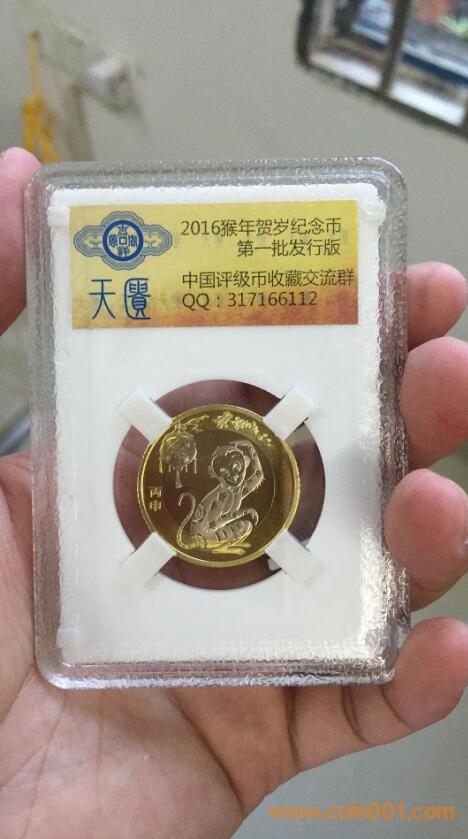 2016猴年贺岁纪念币
第一批发行版
天匱
中国评级币收藏交流群
QQ：317166112
丙申
www.coin001.com